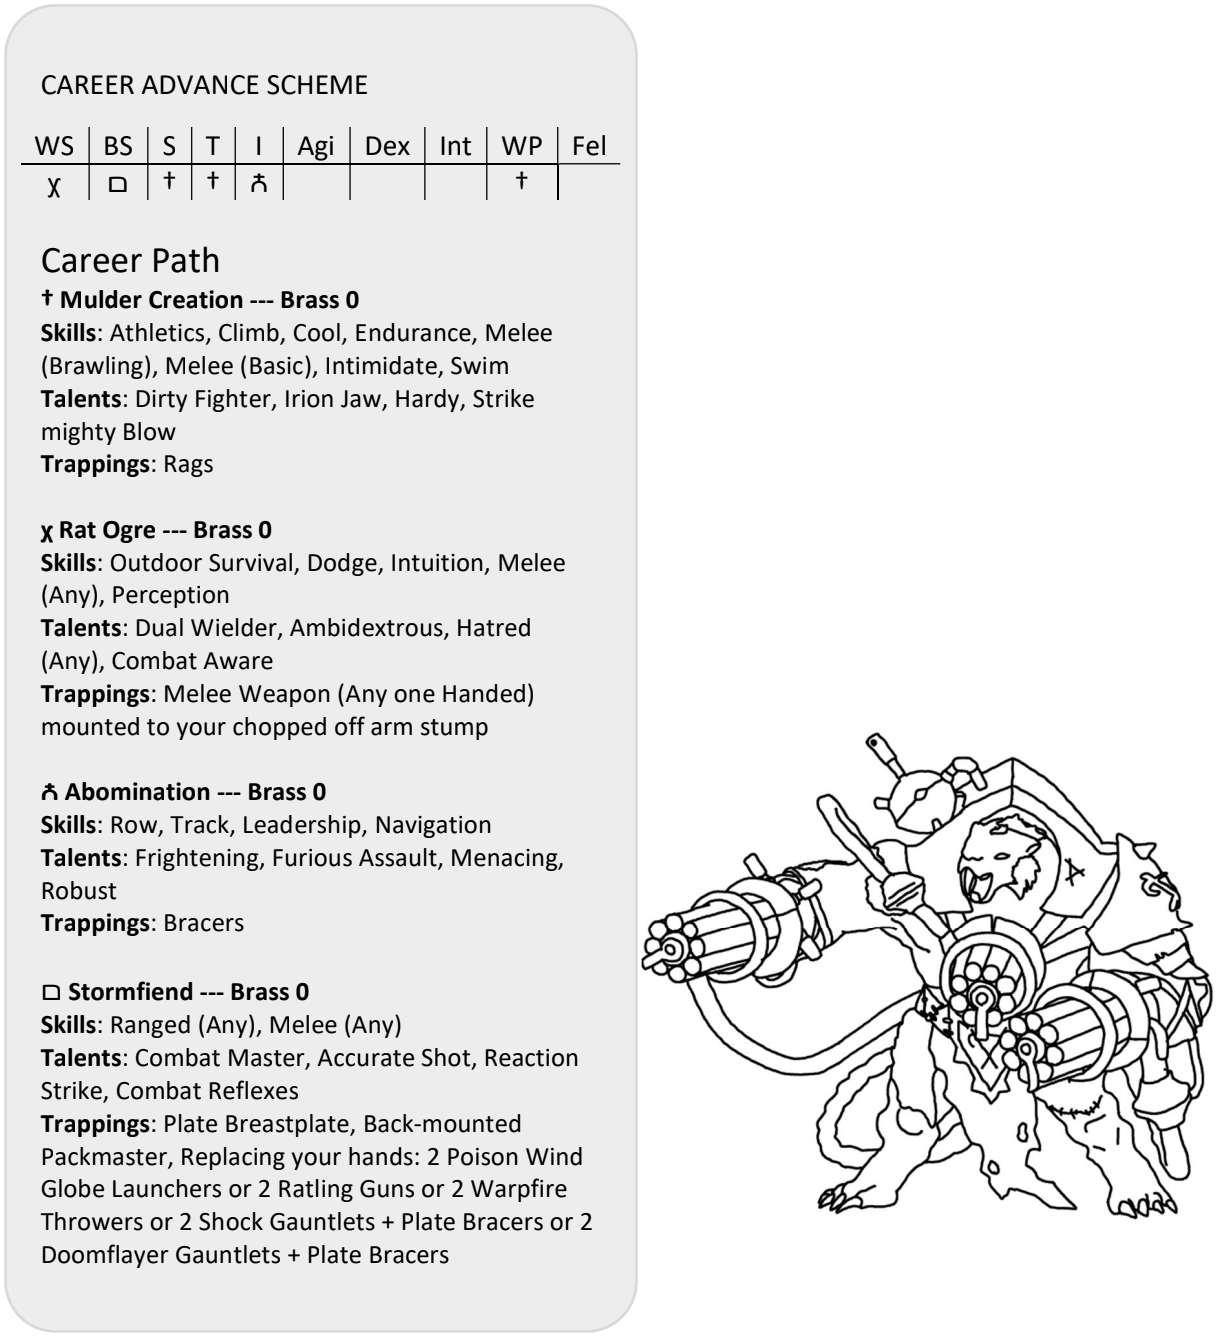 CAREER ADVANCE SCHEME
WS BS S T I Agi Dex Int WP Fel
χ □ † † ⚨ †
Career Path
† Mulder Creation --- Brass 0
Skills: Athletics, Climb, Cool, Endurance, Melee
(Brawling), Melee (Basic), Intimidate, Swim
Talents: Dirty Fighter, Irion Jaw, Hardy, Strike
mighty Blow
Trappings: Rags
χ Rat Ogre --- Brass 0
Skills: Outdoor Survival, Dodge, Intuition, Melee
(Any), Perception
Talents: Dual Wielder, Ambidextrous, Hatred
(Any), Combat Aware
Trappings: Melee Weapon (Any one Handed)
mounted to your chopped off arm stump
⚨ Abomination --- Brass 0
Skills: Row, Track, Leadership, Navigation
Talents: Frightening, Furious Assault, Menacing,
Robust
Trappings: Bracers
□ Stormfiend --- Brass 0
Skills: Ranged (Any), Melee (Any)
Talents: Combat Master, Accurate Shot, Reaction
Strike, Combat Reflexes
Trappings: Plate Breastplate, Back-mounted
Packmaster, Replacing your hands: 2 Poison Wind
Globe Launchers or 2 Ratling Guns or 2 Warpfire
Throwers or 2 Shock Gauntlets + Plate Bracers or 2
Doomflayer Gauntlets + Plate Bracers